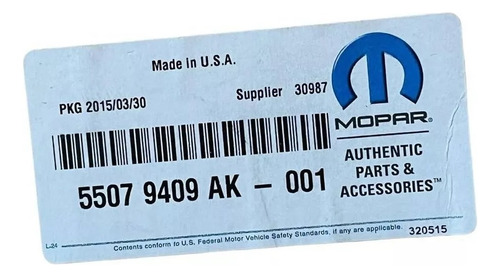 Made in U.S.A.
PKG 2015/03/30
Supplier 30987
MOPAR®
5507 9409 AK - 001
AUTHENTIC
PARTS &
ACCESSORIES™
L-24
Contents conform to U.S. Federal Motor Vehicle Safety Standards, if any are applicable.
320515